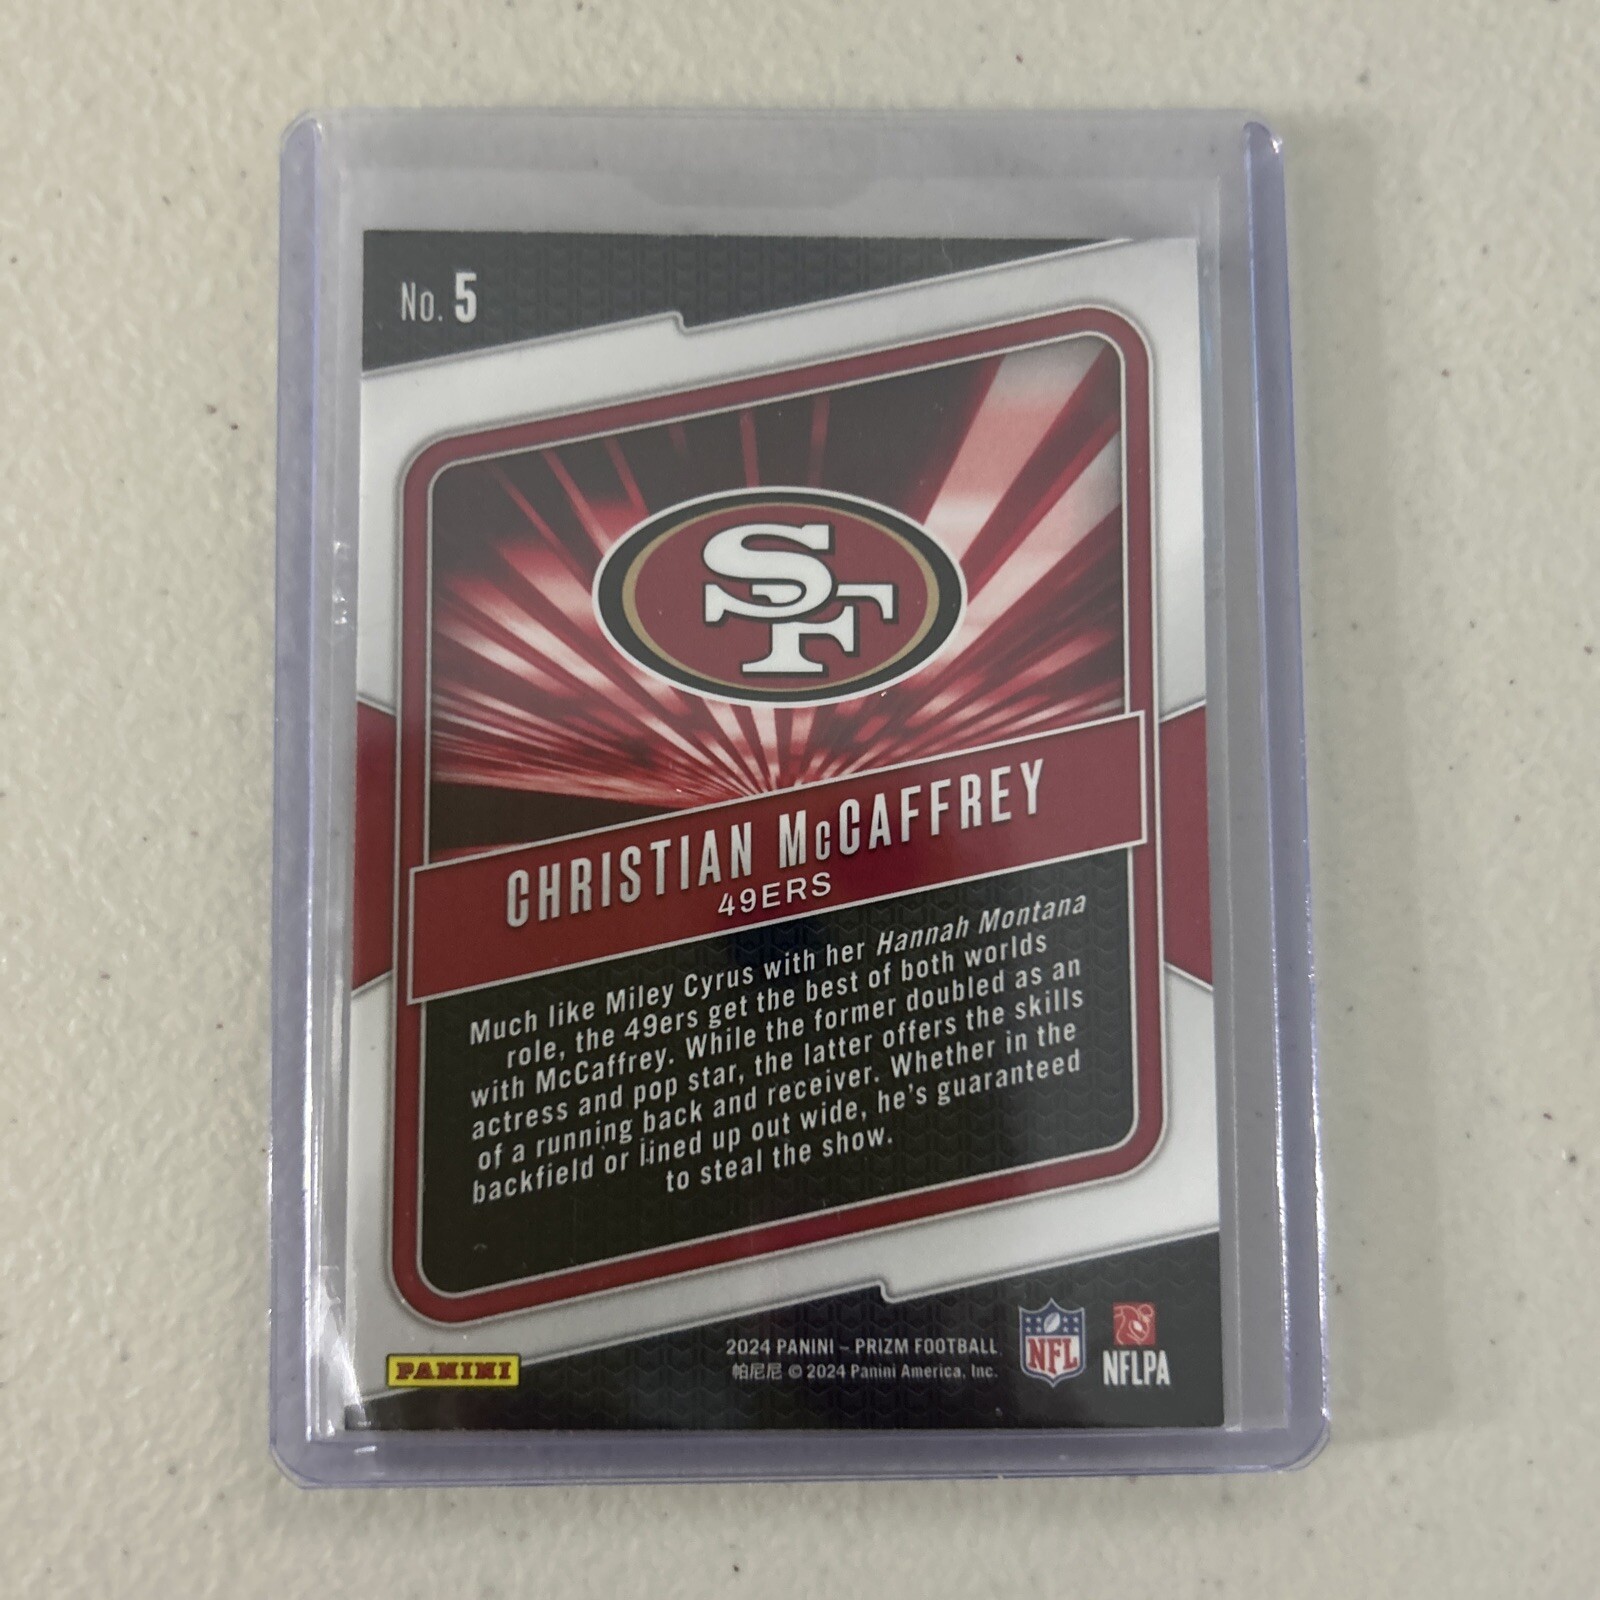 No. 5
SF
CHRISTIAN McCAFFREY
49ERS
Much like Miley Cyrus with her Hannah Montana
role, the 49ers get the best of both worlds
with McCaffrey. While the former doubled as an
actress and pop star, the latter offers the skills
of a running back and receiver. Whether in the
backfield or lined up out wide, he's guaranteed
to steal the show.
PANINI
2024 PANINI – PRIZM FOOTBALL
帕尼尼 © 2024 Panini America, Inc.
NFL
NFLPA